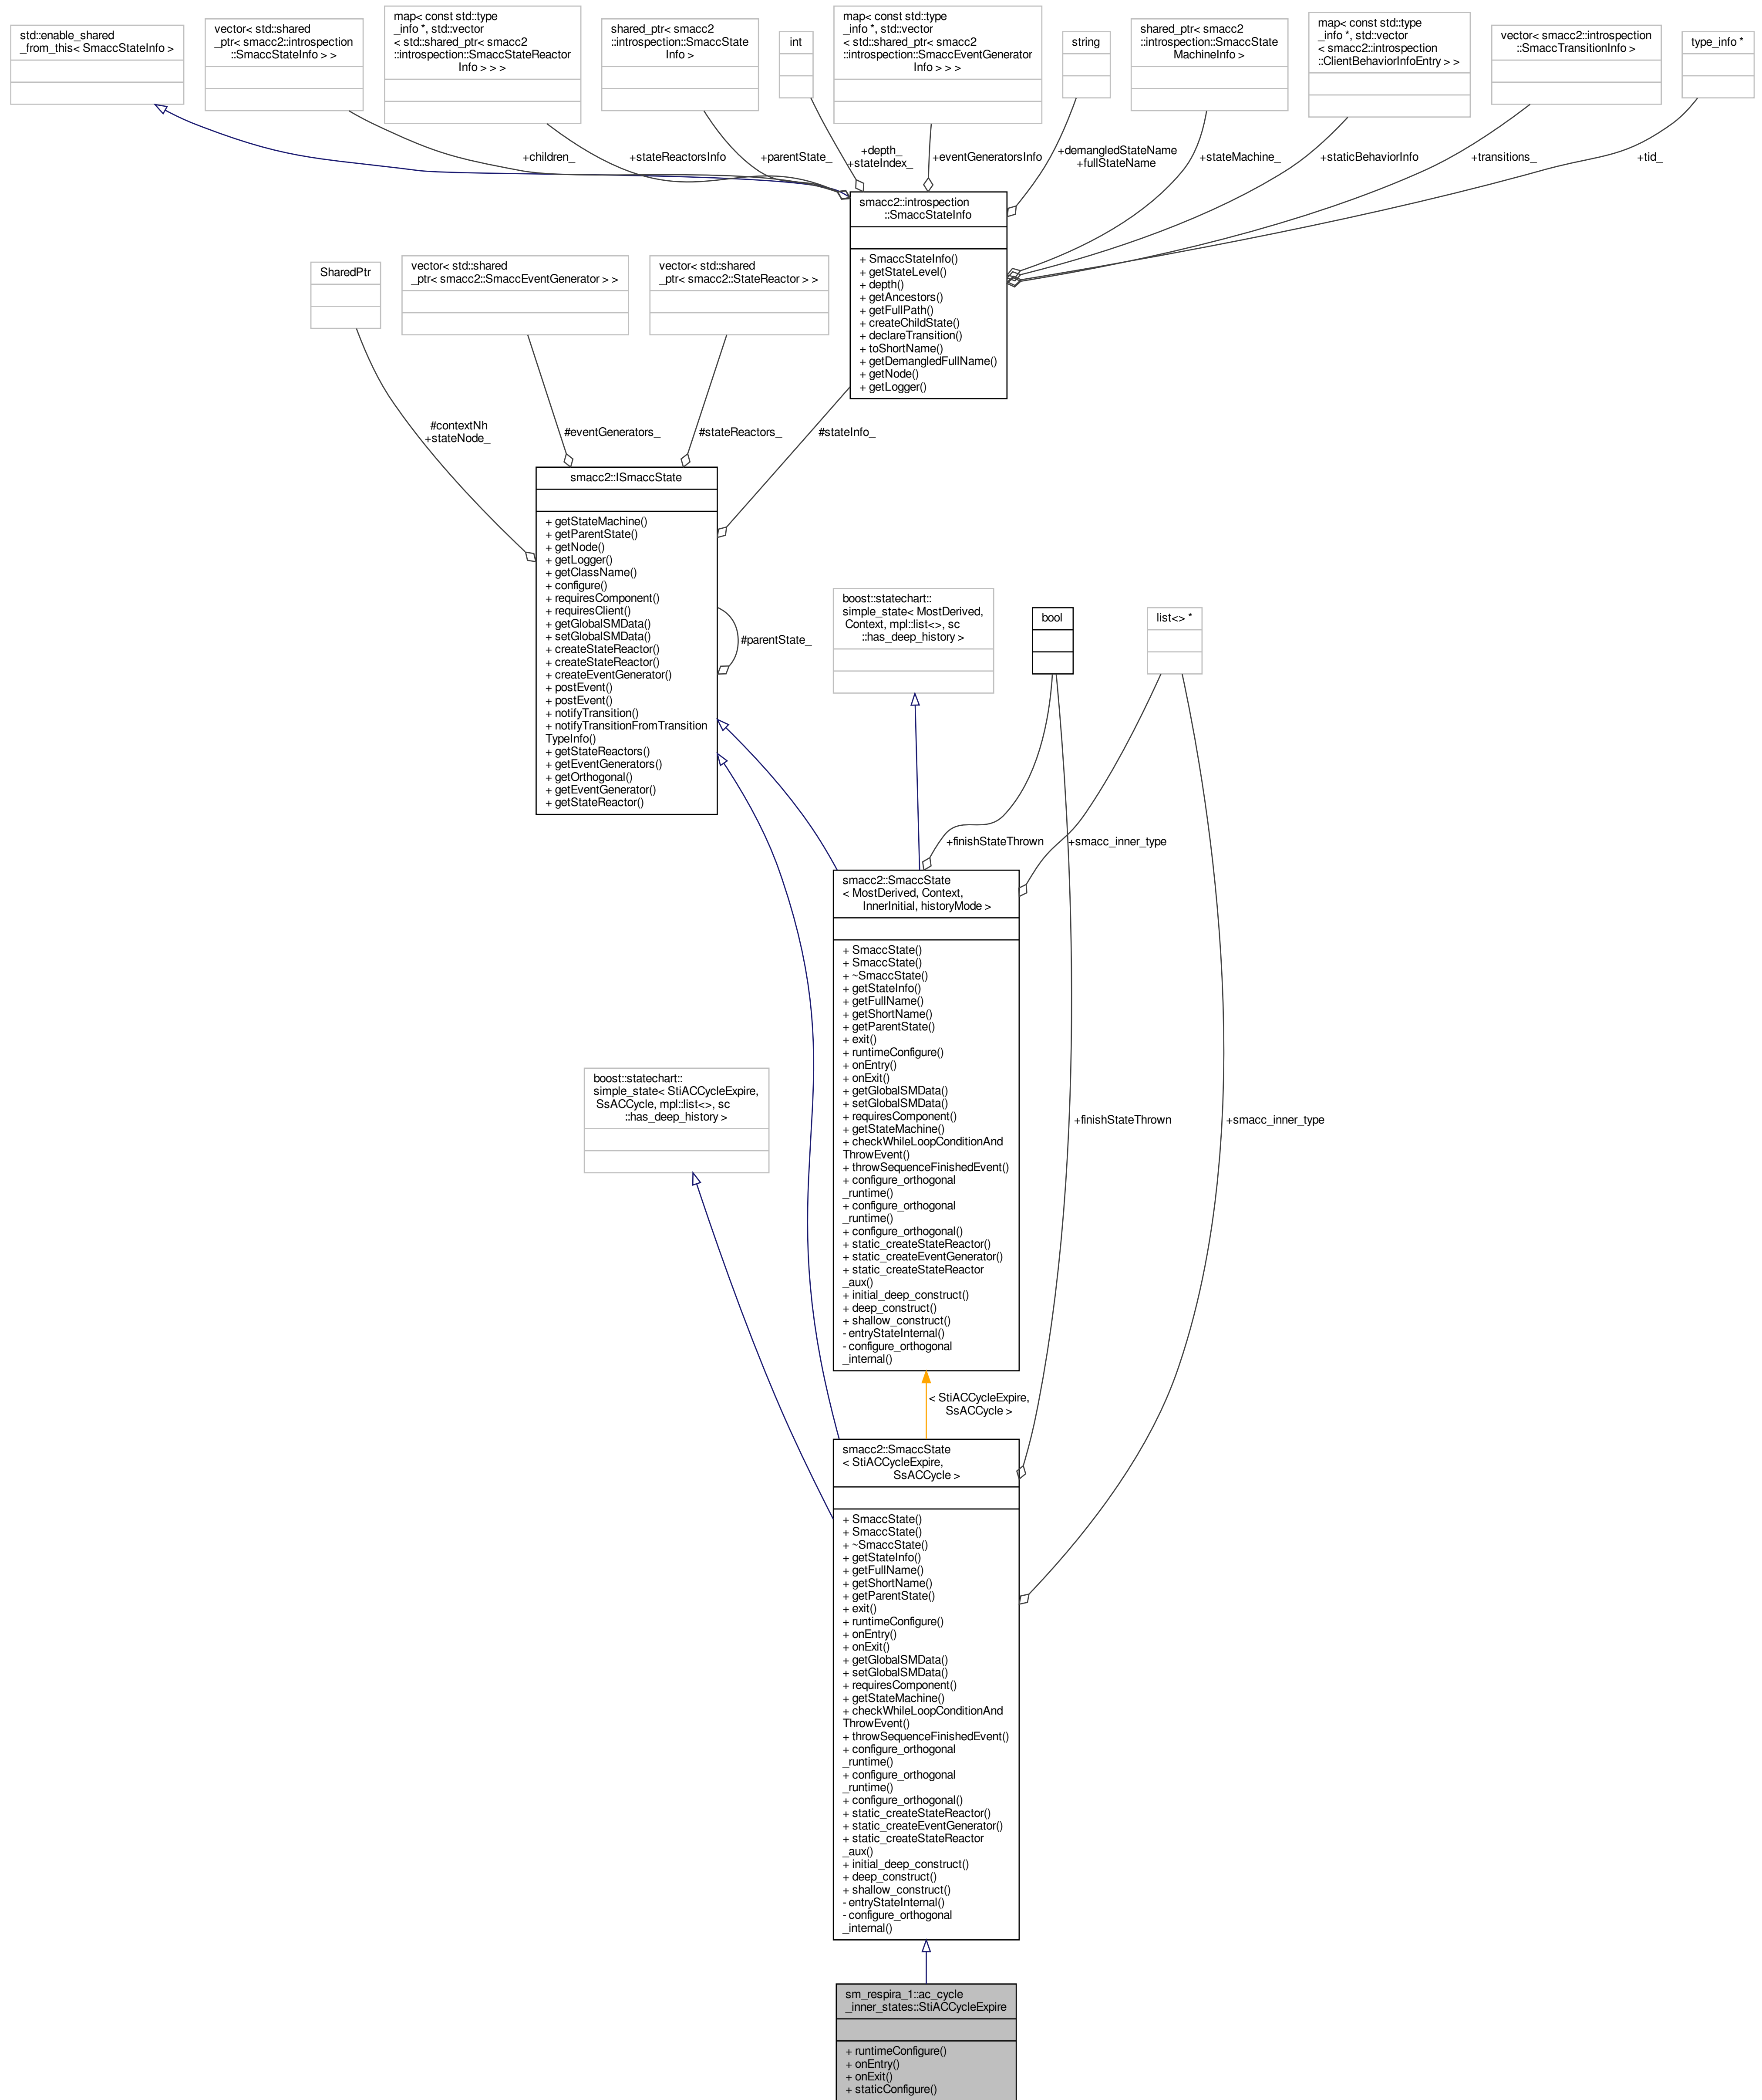 std::enable_shared
_from_this< SmaccStateInfo >
vector< std::shared
_ptr< smacc2::introspection
::SmaccStateInfo > >
map< const std::type
_info *, std::vector
< std::shared_ptr< smacc2
::introspection::SmaccStateReactor
Info > > >
shared_ptr< smacc2
::introspection::SmaccState
Info >
int
map< const std::type
_info *, std::vector
< std::shared_ptr< smacc2
::introspection::SmaccEventGenerator
Info > > >
string
shared_ptr< smacc2
::introspection::SmaccState
MachineInfo >
map< const std::type
_info *, std::vector
< smacc2::introspection
::ClientBehaviorInfoEntry > >
vector< smacc2::introspection
::SmaccTransitionInfo >
type_info *
+children_
+stateReactorsInfo
+parentState_
+depth_
+stateIndex_
+eventGeneratorsInfo
+demangledStateName
+fullStateName
+stateMachine_
+staticBehaviorInfo
+transitions_
+tid_
smacc2::introspection
::SmaccStateInfo
+ SmaccStateInfo()
+ getStateLevel()
+ depth()
+ getAncestors()
+ getFullPath()
+ createChildState()
+ declareTransition()
+ toShortName()
+ getDemangledFullName()
+ getNode()
+ getLogger()
SharedPtr
vector< std::shared
_ptr< smacc2::SmaccEventGenerator > >
vector< std::shared
_ptr< smacc2::StateReactor > >
#contextNh
+stateNode_
#eventGenerators_
#stateReactors_
#stateInfo_
smacc2::ISmaccState
+ getStateMachine()
+ getParentState()
+ getNode()
+ getLogger()
+ getClassName()
+ configure()
+ requiresComponent()
+ requiresClient()
+ getGlobalSMData()
+ setGlobalSMData()
+ createStateReactor()
+ createStateReactor()
+ createEventGenerator()
+ postEvent()
+ postEvent()
+ notifyTransition()
+ notifyTransitionFromTransition
TypeInfo()
+ getStateReactors()
+ getEventGenerators()
+ getOrthogonal()
+ getEventGenerator()
+ getStateReactor()
#parentState_
boost::statechart::
simple_state< MostDerived,
Context, mpl::list<>, sc
::has_deep_history >
bool
list<> *
+finishStateThrown
+smacc_inner_type
smacc2::SmaccState
< MostDerived, Context,
InnerInitial, historyMode >
+ SmaccState()
+ SmaccState()
+ ~SmaccState()
+ getStateInfo()
+ getFullName()
+ getShortName()
+ getParentState()
+ exit()
+ runtimeConfigure()
+ onEntry()
+ onExit()
+ getGlobalSMData()
+ setGlobalSMData()
+ requiresComponent()
+ getStateMachine()
+ checkWhileLoopConditionAnd
ThrowEvent()
+ throwSequenceFinishedEvent()
+ configure_orthogonal
_runtime()
+ configure_orthogonal
_runtime()
+ configure_orthogonal()
+ static_createStateReactor()
+ static_createEventGenerator()
+ static_createStateReactor
_aux()
+ initial_deep_construct()
+ deep_construct()
+ shallow_construct()
- entryStateInternal()
- configure_orthogonal
_internal()
boost::statechart::
simple_state< StiACCycleExpire,
SsACCycle, mpl::list<>, sc
::has_deep_history >
+finishStateThrown
+smacc_inner_type
< StiACCycleExpire,
SsACCycle >
smacc2::SmaccState
< StiACCycleExpire,
SsACCycle >
+ SmaccState()
+ SmaccState()
+ ~SmaccState()
+ getStateInfo()
+ getFullName()
+ getShortName()
+ getParentState()
+ exit()
+ runtimeConfigure()
+ onEntry()
+ onExit()
+ getGlobalSMData()
+ setGlobalSMData()
+ requiresComponent()
+ getStateMachine()
+ checkWhileLoopConditionAnd
ThrowEvent()
+ throwSequenceFinishedEvent()
+ configure_orthogonal
_runtime()
+ configure_orthogonal
_runtime()
+ configure_orthogonal()
+ static_createStateReactor()
+ static_createEventGenerator()
+ static_createStateReactor
_aux()
+ initial_deep_construct()
+ deep_construct()
+ shallow_construct()
- entryStateInternal()
- configure_orthogonal
_internal()
sm_respira_1::ac_cycle
_inner_states::StiACCycleExpire
+ runtimeConfigure()
+ onEntry()
+ onExit()
+ staticConfigure()